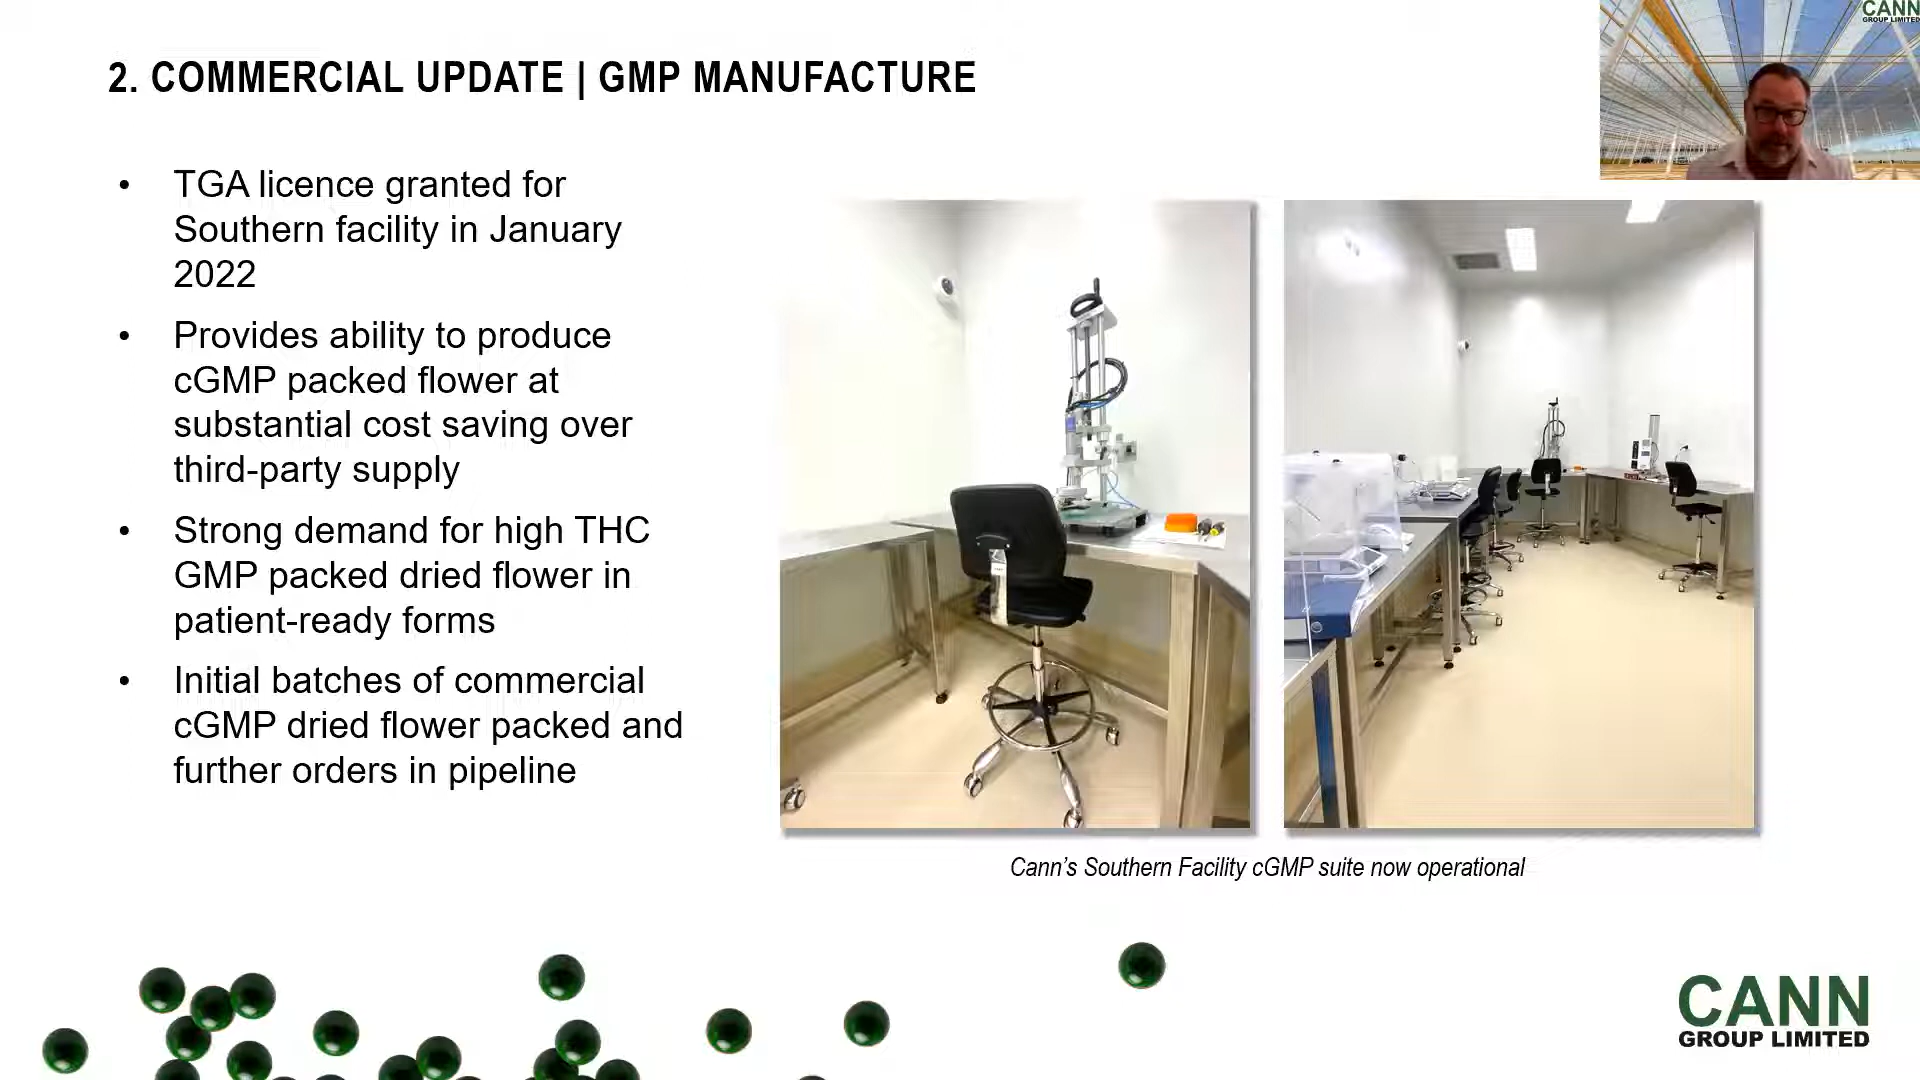 CANN
GROUP LIMITED
2. COMMERCIAL UPDATE | GMP MANUFACTURE
• TGA licence granted for
Southern facility in January
2022
• Provides ability to produce
cGMP packed flower at
substantial cost saving over
third-party supply
• Strong demand for high THC
GMP packed dried flower in
patient-ready forms
• Initial batches of commercial
cGMP dried flower packed and
further orders in pipeline
Cann’s Southern Facility cGMP suite now operational
CANN
GROUP LIMITED